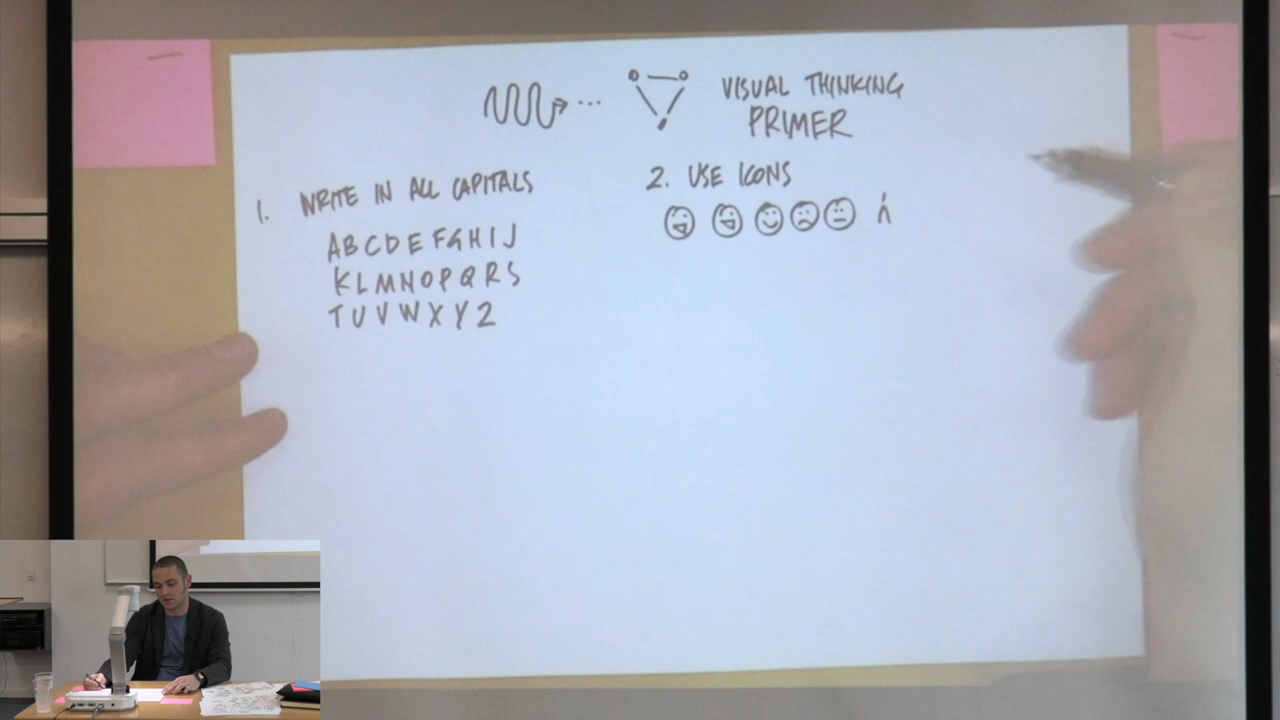 VISUAL THINKING
PRIMER
1. WRITE IN ALL CAPITALS
ABCDEFGHIJ
KLMNOPQRS
TUVWXYZ
2. USE ICONS